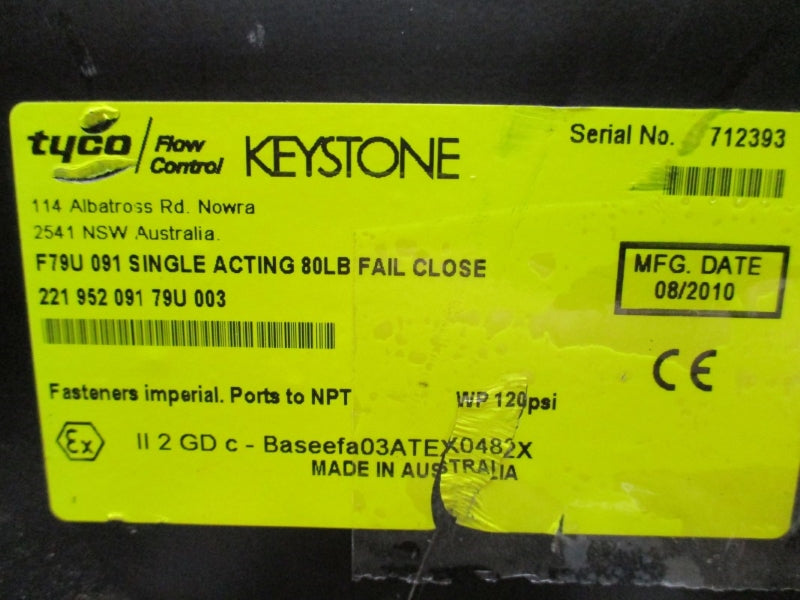 tyco Flow Control KEYSTONE
Serial No. 712393
114 Albatross Rd. Nowra
2541 NSW Australia.
F79U 091 SINGLE ACTING 80LB FAIL CLOSE
221 952 091 79U 003
MFG. DATE
08/2010
CE
Fasteners imperial. Ports to NPT WP 120psi
Ex II 2 GD c - Baseefa03ATEX0482X
MADE IN AUSTRALIA